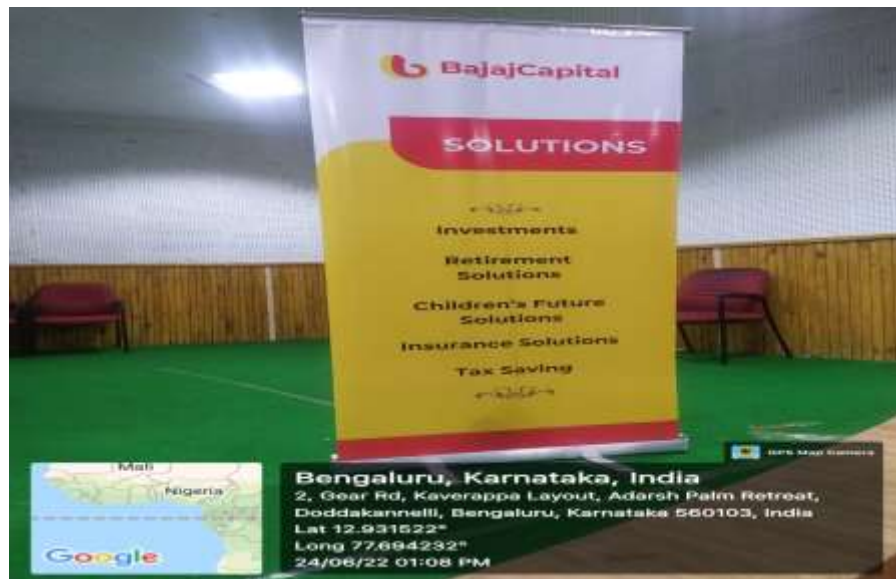 BajajCapital
SOLUTIONS
Investments
Retirement
Solutions
Children's Future
Solutions
Insurance Solutions
Tax Saving
GPS Map Camera
Mali
Nigeria
Google
Bengaluru, Karnataka, India
2, Gear Rd, Kaverappa Layout, Adarsh Palm Retreat,
Doddakannelli, Bengaluru, Karnataka 560103, India
Lat 12.931522°
Long 77.694232°
24/06/22 01:08 PM